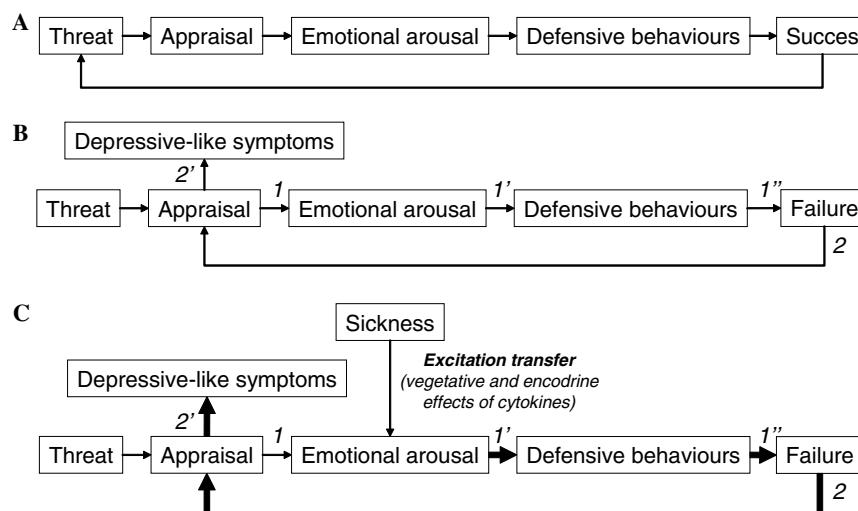 A
Threat
Appraisal
Emotional arousal
Defensive behaviours
Succes
B
Depressive-like symptoms
2'
1
1'
1''
Threat
Appraisal
Emotional arousal
Defensive behaviours
Failure
2
C
Sickness
Excitation transfer
(vegetative and encodrine
effects of cytokines)
Depressive-like symptoms
2'
1
1'
1''
Threat
Appraisal
Emotional arousal
Defensive behaviours
Failure
2